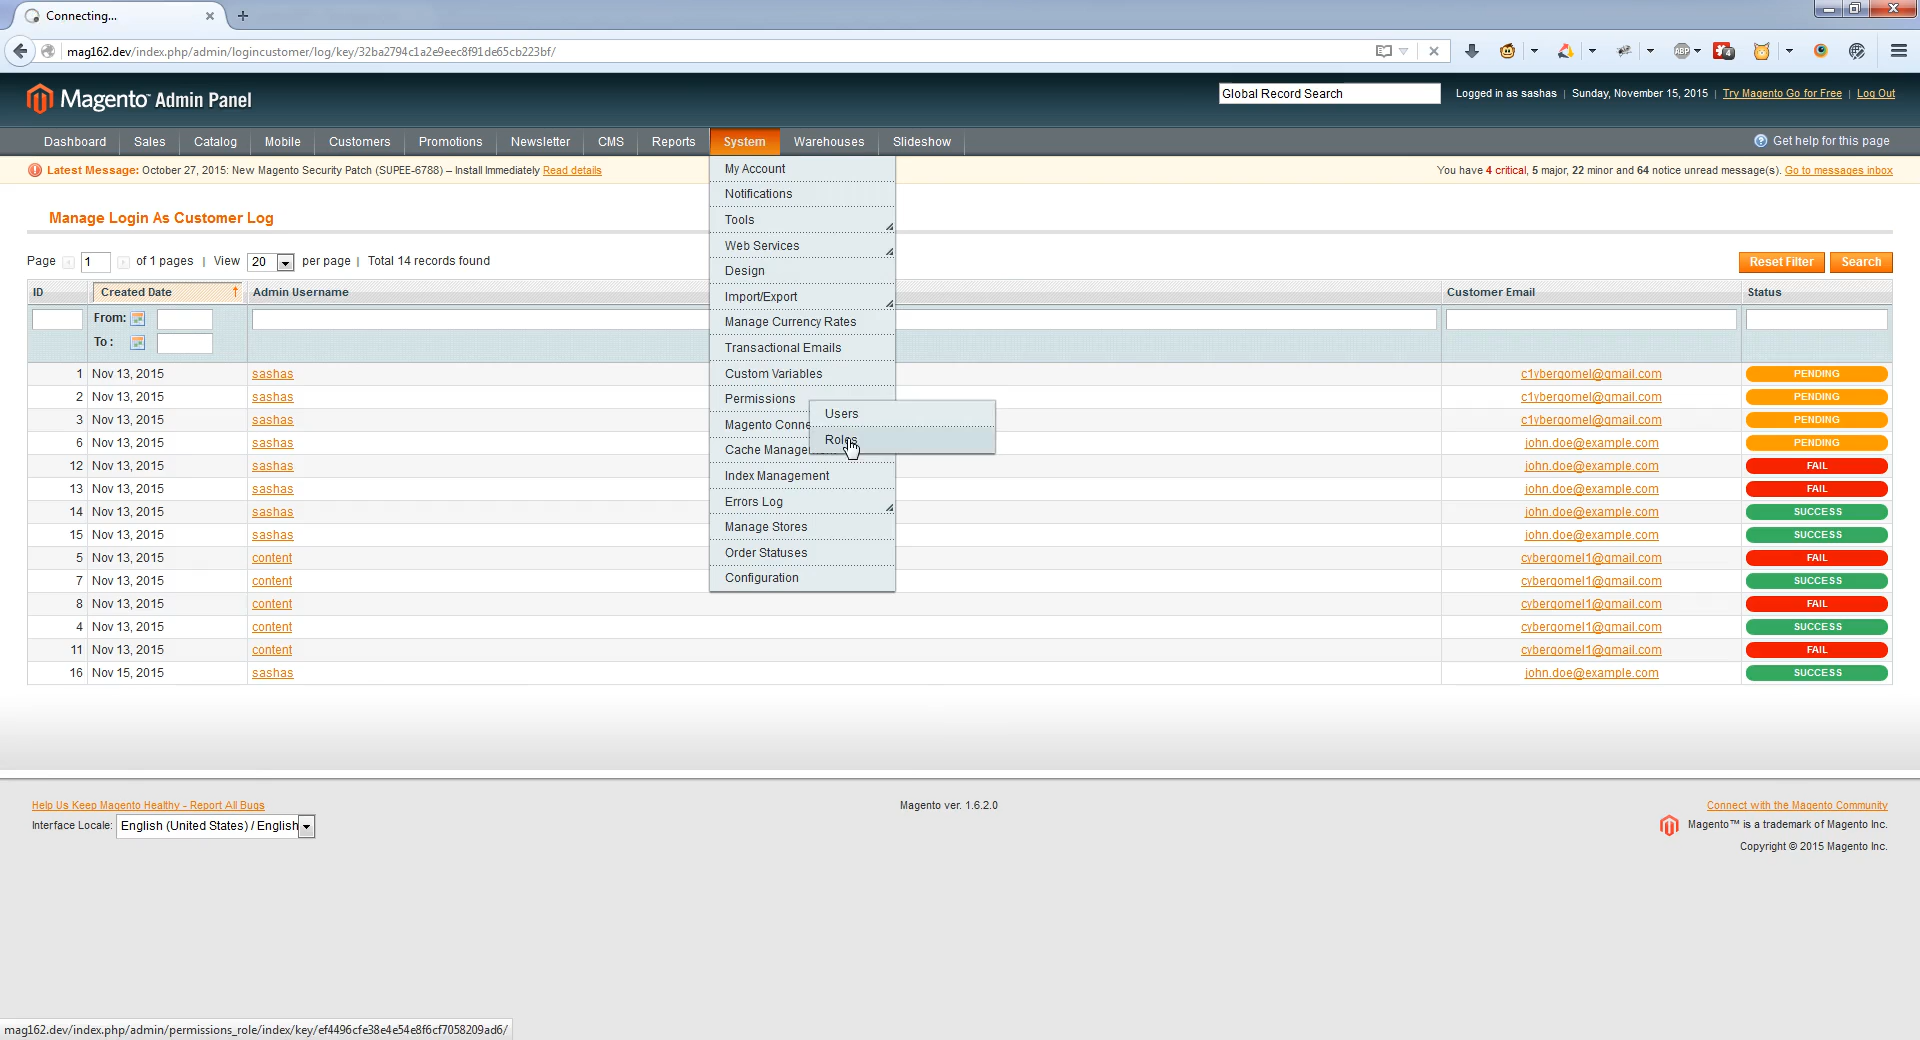 Connecting...
mag162.dev/index.php/admin/logincustomer/log/key/32ba2794c1a2e9eec8f91de65cb223bf/
ABP
4
Magento™ Admin Panel
Global Record Search
Logged in as sashas | Sunday, November 15, 2015 | Try Magento Go for Free | Log Out
Dashboard Sales Catalog Mobile Customers Promotions Newsletter CMS Reports System Warehouses Slideshow
Get help for this page
Latest Message: October 27, 2015: New Magento Security Patch (SUPEE-6788) – Install Immediately Read details
You have 4 critical, 5 major, 22 minor and 64 notice unread message(s). Go to messages inbox
My Account
Notifications
Tools
Web Services
Design
Import/Export
Manage Currency Rates
Transactional Emails
Custom Variables
Permissions
Users
Magento Conne
Roles
Cache Manage
Index Management
Errors Log
Manage Stores
Order Statuses
Configuration
Manage Login As Customer Log
Page 1 of 1 pages | View 20 per page | Total 14 records found
Reset Filter Search
ID Created Date Admin Username Customer Email Status
From:
To :
1 Nov 13, 2015 sashas c1ybergomel@gmail.com PENDING
2 Nov 13, 2015 sashas c1ybergomel@gmail.com PENDING
3 Nov 13, 2015 sashas c1ybergomel@gmail.com PENDING
6 Nov 13, 2015 sashas john.doe@example.com PENDING
12 Nov 13, 2015 sashas john.doe@example.com FAIL
13 Nov 13, 2015 sashas john.doe@example.com FAIL
14 Nov 13, 2015 sashas john.doe@example.com SUCCESS
15 Nov 13, 2015 sashas john.doe@example.com SUCCESS
5 Nov 13, 2015 content cybergomel1@gmail.com FAIL
7 Nov 13, 2015 content cybergomel1@gmail.com SUCCESS
8 Nov 13, 2015 content cybergomel1@gmail.com FAIL
4 Nov 13, 2015 content cybergomel1@gmail.com SUCCESS
11 Nov 13, 2015 content cybergomel1@gmail.com FAIL
16 Nov 15, 2015 sashas john.doe@example.com SUCCESS
Help Us Keep Magento Healthy - Report All Bugs
Interface Locale: English (United States) / English
Magento ver. 1.6.2.0
Connect with the Magento Community
Magento™ is a trademark of Magento Inc.
Copyright © 2015 Magento Inc.
mag162.dev/index.php/admin/permissions_role/index/key/ef4496cfe38e4e54e8f6cf7058209ad6/